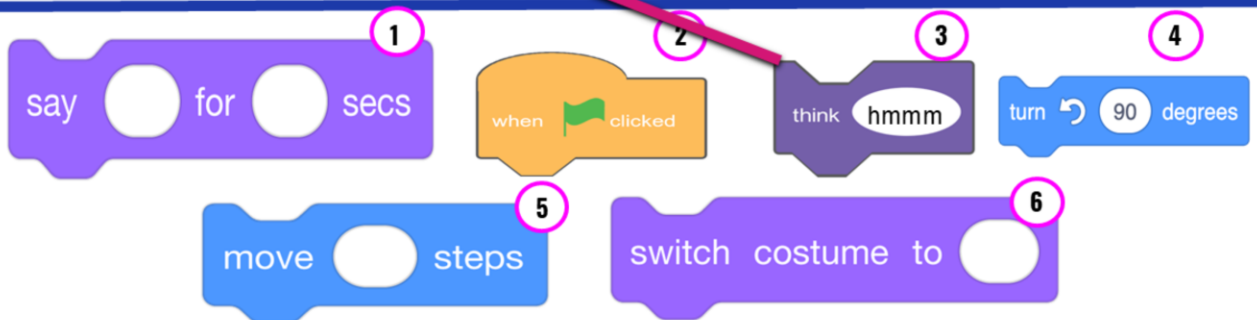 1
say for secs
2
when clicked
3
think hmmm
4
turn 90 degrees
5
move steps
6
switch costume to